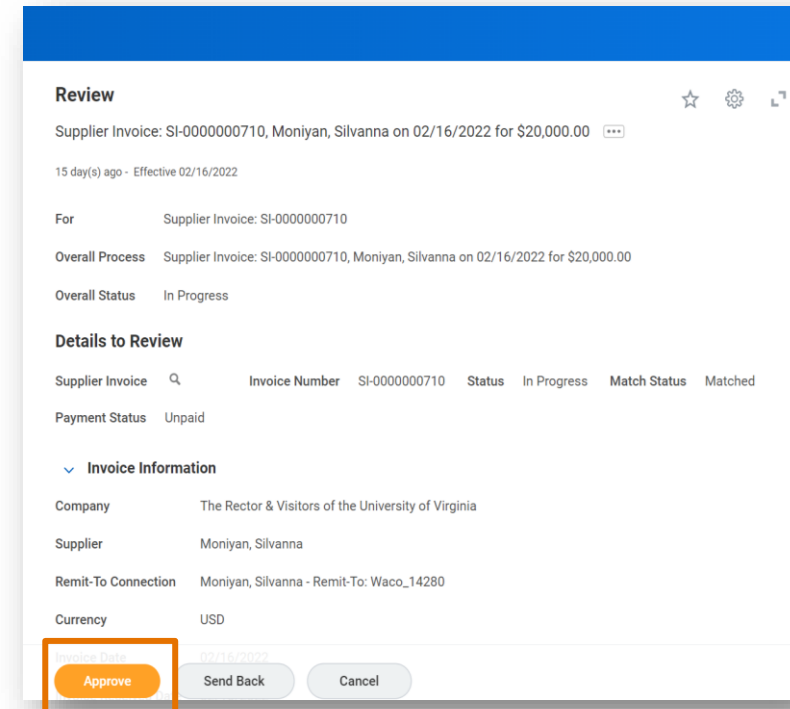 Review
Supplier Invoice: SI-0000000710, Moniyan, Silvanna on 02/16/2022 for $20,000.00
15 day(s) ago - Effective 02/16/2022
For Supplier Invoice: SI-0000000710
Overall Process Supplier Invoice: SI-0000000710, Moniyan, Silvanna on 02/16/2022 for $20,000.00
Overall Status In Progress
Details to Review
Supplier Invoice Invoice Number SI-0000000710 Status In Progress Match Status Matched
Payment Status Unpaid
Invoice Information
Company The Rector & Visitors of the University of Virginia
Supplier Moniyan, Silvanna
Remit-To Connection Moniyan, Silvanna - Remit-To: Waco_14280
Currency USD
Invoice Date 02/16/2022
Approve Send Back Cancel